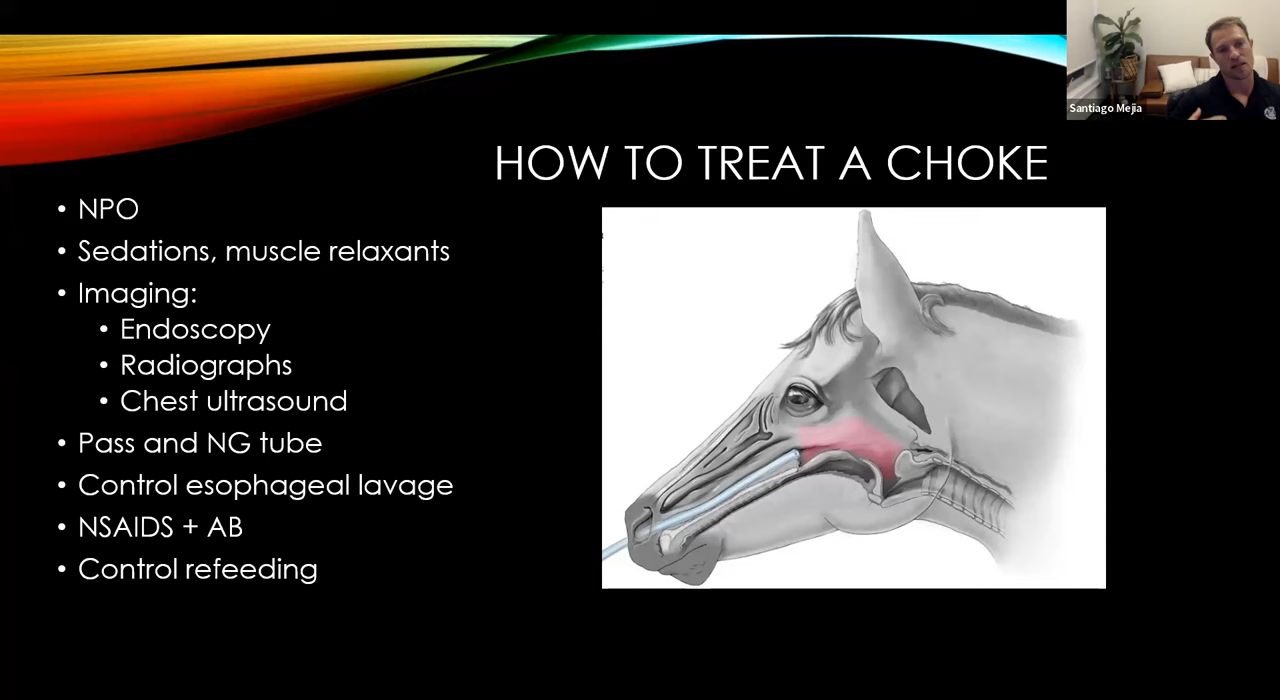 Santiago Mejia
HOW TO TREAT A CHOKE
• NPO
• Sedations, muscle relaxants
• Imaging:
• Endoscopy
• Radiographs
• Chest ultrasound
• Pass and NG tube
• Control esophageal lavage
• NSAIDS + AB
• Control refeeding